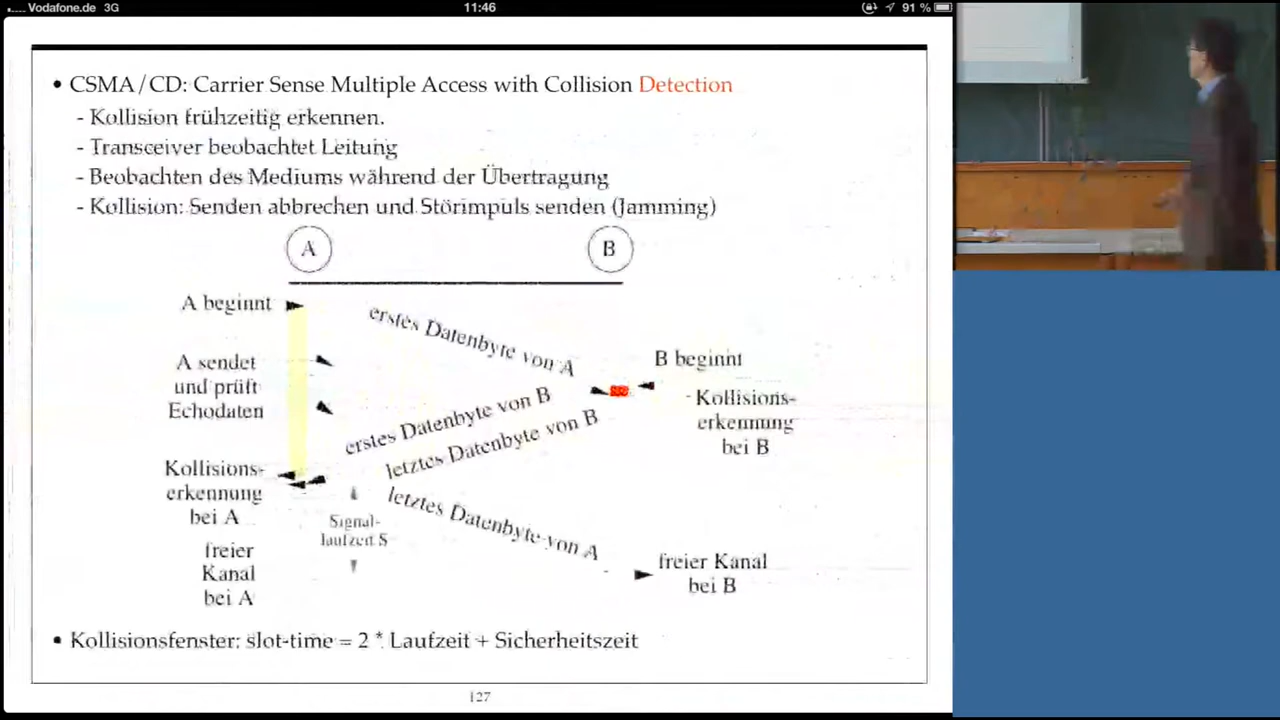 Vodafone.de 3G 11:46 91 %
• CSMA/CD: Carrier Sense Multiple Access with Collision Detection
- Kollision frühzeitig erkennen.
- Transceiver beobachtet Leitung
- Beobachten des Mediums während der Übertragung
- Kollision: Senden abbrechen und Störimpuls senden (Jamming)
A B
A beginnt
erstes Datenbyte von A
B beginnt
A sendet
und prüft
Echodaten
- Kollisions-
erkennung
bei B
erstes Datenbyte von B
letztes Datenbyte von B
Kollisions-
erkennung
bei A
letztes Datenbyte von A
Signal-
laufzeit S
freier
Kanal
bei A
freier Kanal
bei B
• Kollisionsfenster: slot-time = 2 * Laufzeit + Sicherheitszeit
127